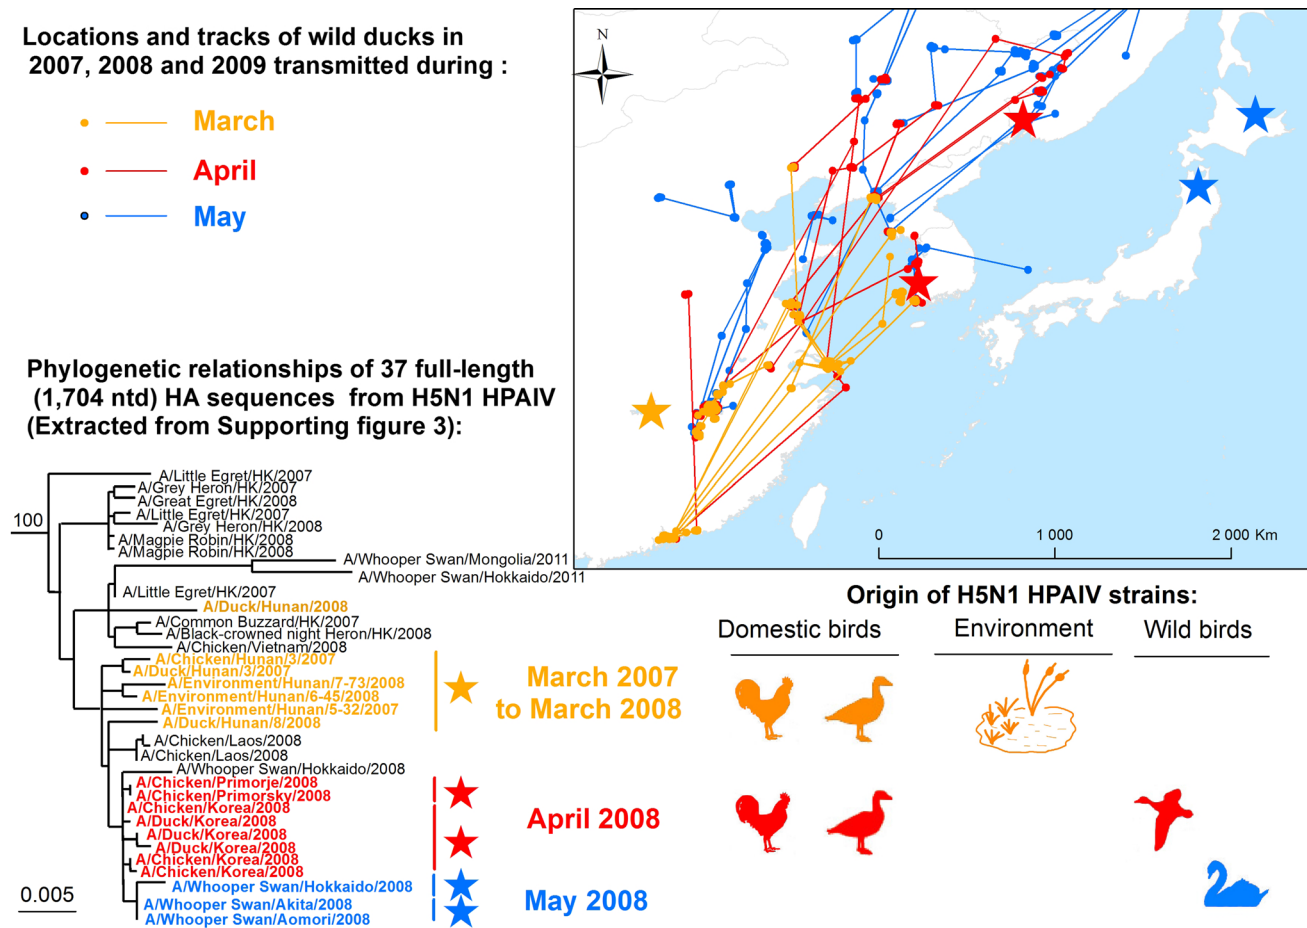 Locations and tracks of wild ducks in
2007, 2008 and 2009 transmitted during :
March
April
May
N
0
1 000
2 000 Km
Phylogenetic relationships of 37 full-length
(1,704 ntd) HA sequences from H5N1 HPAIV
(Extracted from Supporting figure 3):
100
A/Little Egret/HK/2007
A/Grey Heron/HK/2007
A/Great Egret/HK/2008
A/Little Egret/HK/2007
A/Grey Heron/HK/2008
A/Magpie Robin/HK/2008
A/Magpie Robin/HK/2008
A/Whooper Swan/Mongolia/2011
A/Whooper Swan/Hokkaido/2011
A/Little Egret/HK/2007
A/Duck/Hunan/2008
A/Common Buzzard/HK/2007
A/Black-crowned night Heron/HK/2008
A/Chicken/Vietnam/2008
A/Chicken/Hunan/3/2007
A/Duck/Hunan/3/2007
A/Environment/Hunan/7-73/2008
A/Environment/Hunan/6-45/2008
A/Environment/Hunan/5-32/2007
A/Duck/Hunan/8/2008
A/Chicken/Laos/2008
A/Chicken/Laos/2008
A/Whooper Swan/Hokkaido/2008
A/Chicken/Primorje/2008
A/Chicken/Primorsky/2008
A/Chicken/Korea/2008
A/Duck/Korea/2008
A/Duck/Korea/2008
A/Duck/Korea/2008
A/Chicken/Korea/2008
A/Chicken/Korea/2008
A/Whooper Swan/Hokkaido/2008
A/Whooper Swan/Akita/2008
A/Whooper Swan/Aomori/2008
0.005
Origin of H5N1 HPAIV strains:
Domestic birds
Environment
Wild birds
March 2007
to March 2008
April 2008
May 2008